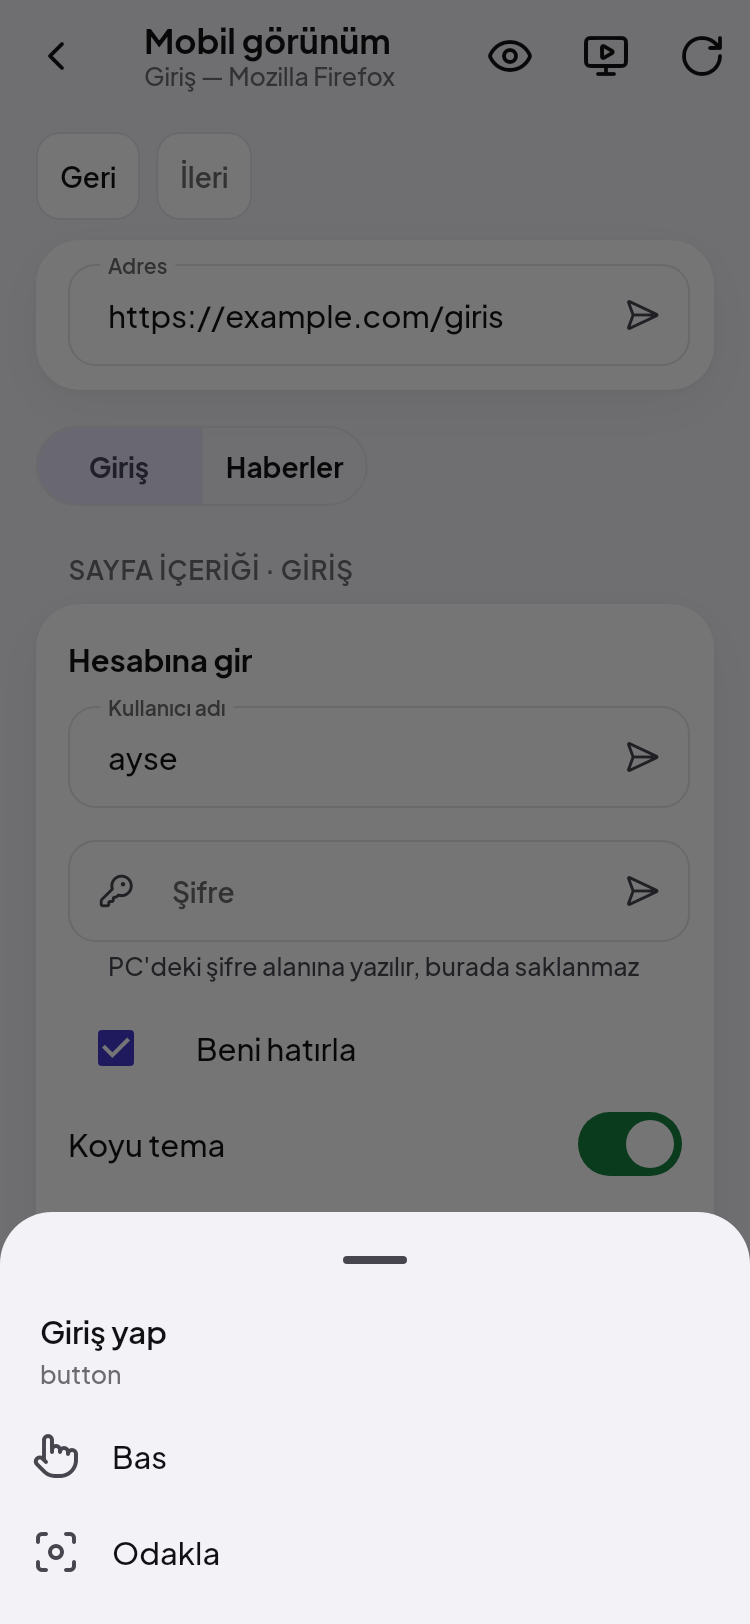 Mobil görünüm
Giriş — Mozilla Firefox
Geri
İleri
Adres
https://example.com/giris
Giriş
Haberler
SAYFA İÇERİĞİ · GİRİŞ
Hesabına gir
Kullanıcı adı
ayse
Şifre
PC'deki şifre alanına yazılır, burada saklanmaz
Beni hatırla
Koyu tema
Giriş yap
button
Bas
Odakla